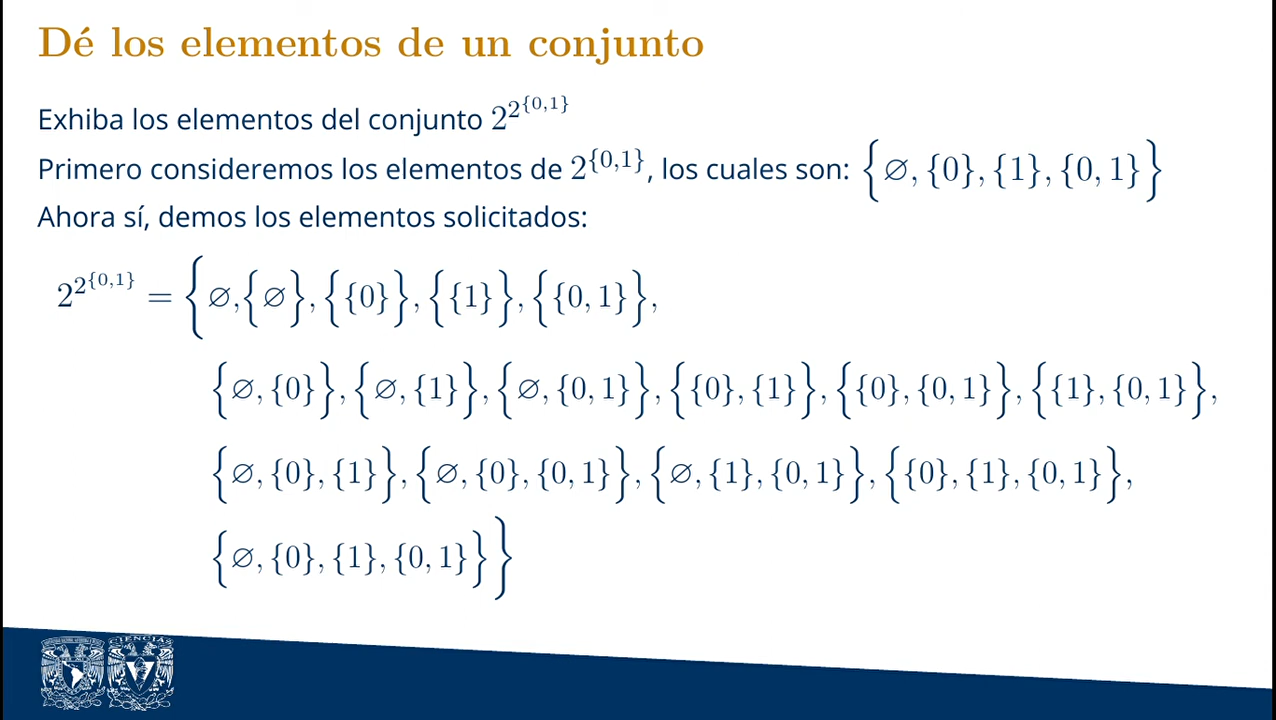 Dé los elementos de un conjunto
Exhiba los elementos del conjunto 2^{2^{\{0,1\}}}
Primero consideremos los elementos de 2^{\{0,1\}}, los cuales son: {∅, {0}, {1}, {0, 1}}
Ahora sí, demos los elementos solicitados:
2^{2^{\{0,1\}}} = {∅,{∅}, {{0}}, {{1}}, {{0, 1}},
{∅, {0}}, {∅, {1}}, {∅, {0, 1}}, {{0}, {1}}, {{0}, {0, 1}}, {{1}, {0, 1}},
{∅, {0}, {1}}, {∅, {0}, {0, 1}}, {∅, {1}, {0, 1}}, {{0}, {1}, {0, 1}},
{∅, {0}, {1}, {0, 1}}}
CIENCIAS